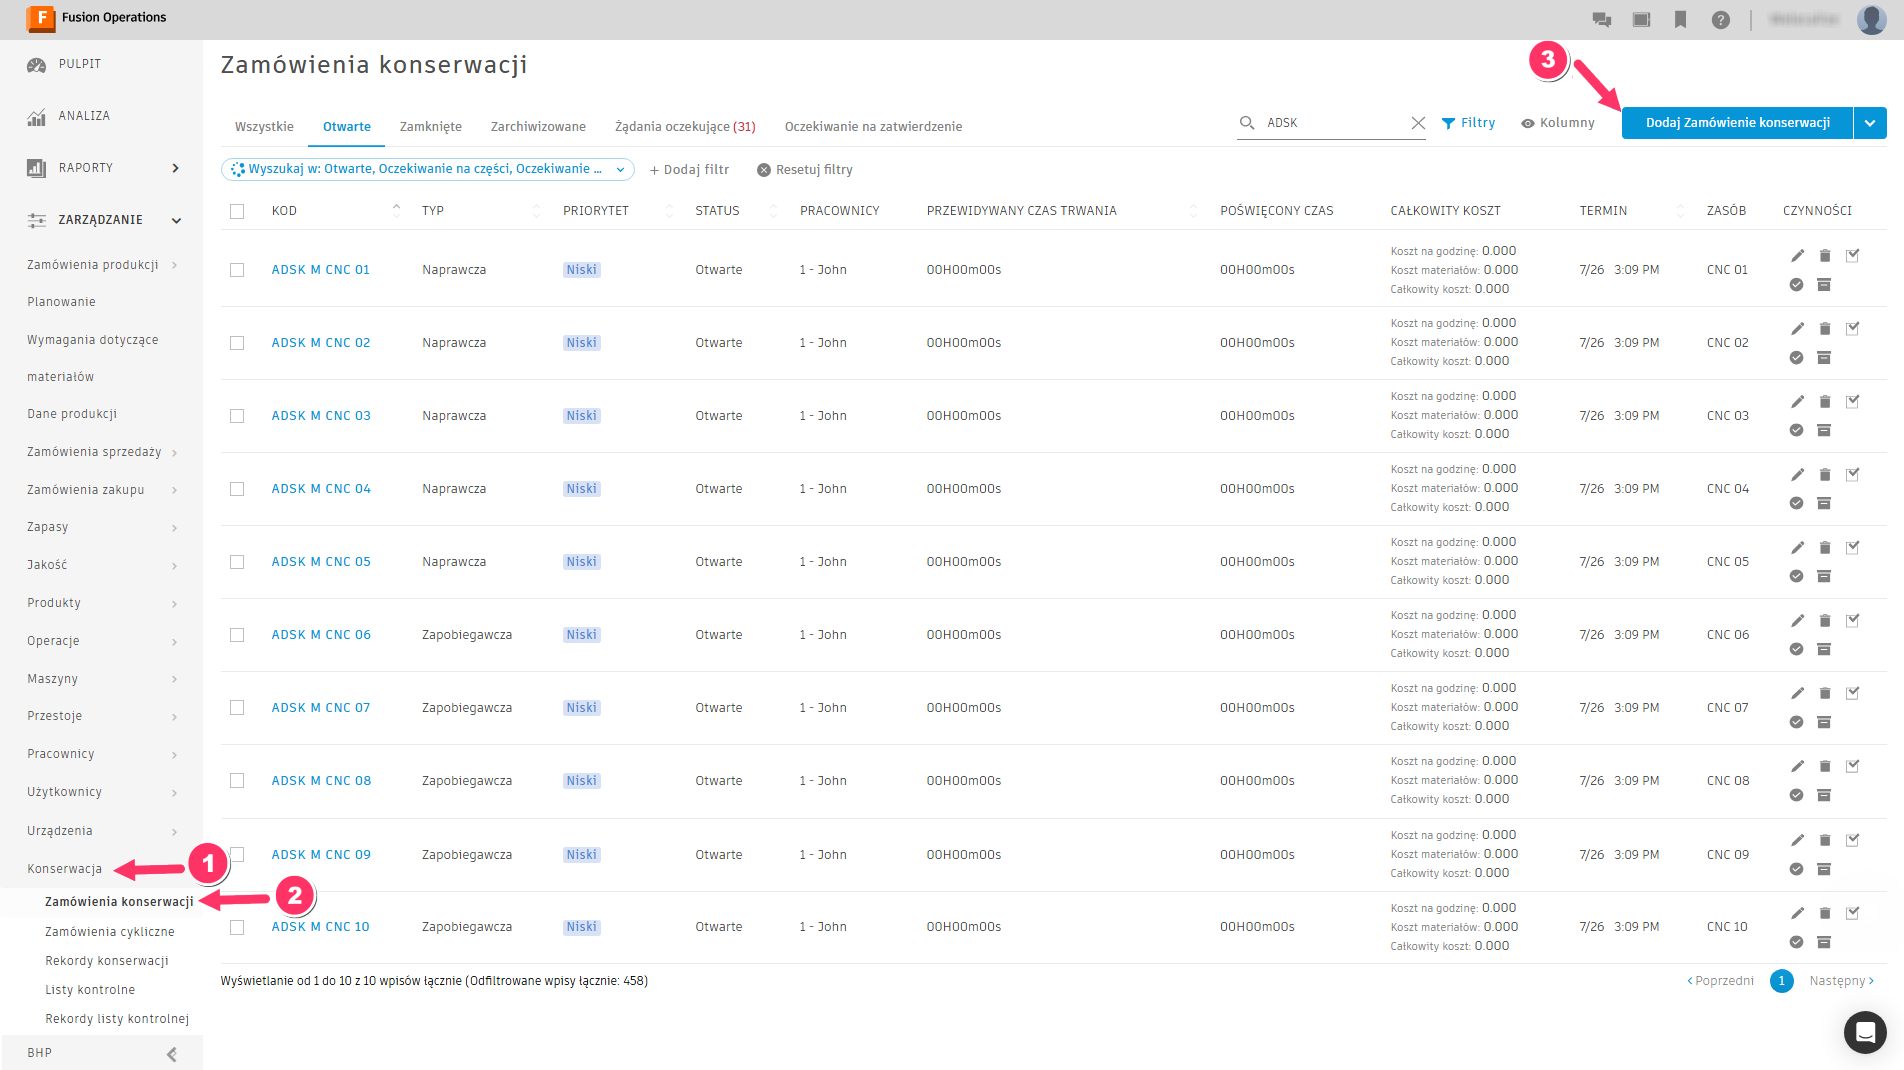 F Fusion Operations
PULPIT
ANALIZA
RAPORTY
ZARZĄDZANIE
Zamówienia produkcji
Planowanie
Wymagania dotyczące
materiałów
Dane produkcji
Zamówienia sprzedaży
Zamówienia zakupu
Zapasy
Jakość
Produkty
Operacje
Maszyny
Przestoje
Pracownicy
Użytkownicy
Urządzenia
Konserwacja
1
Zamówienia konserwacji
2
Zamówienia cykliczne
Rekordy konserwacji
Listy kontrolne
Rekordy listy kontrolnej
BHP
Zamówienia konserwacji
3
Wszystkie Otwarte Zamknięte Zarchiwizowane Żądania oczekujące (31) Oczekiwanie na zatwierdzenie ADSK Filtry Kolumny Dodaj Zamówienie konserwacji
Wyszukaj w: Otwarte, Oczekiwanie na części, Oczekiwanie ... + Dodaj filtr Resetuj filtry
KOD TYP PRIORYTET STATUS PRACOWNICY PRZEWIDYWANY CZAS TRWANIA POŚWIĘCONY CZAS CAŁKOWITY KOSZT TERMIN ZASÓB CZYNNOŚCI
Koszt na godzinę: 0.000
ADSK M CNC 01 Naprawcza Niski Otwarte 1 - John 00H00m00s 00H00m00s Koszt materiałów: 0.000 7/26 3:09 PM CNC 01
Całkowity koszt: 0.000
Koszt na godzinę: 0.000
ADSK M CNC 02 Naprawcza Niski Otwarte 1 - John 00H00m00s 00H00m00s Koszt materiałów: 0.000 7/26 3:09 PM CNC 02
Całkowity koszt: 0.000
Koszt na godzinę: 0.000
ADSK M CNC 03 Naprawcza Niski Otwarte 1 - John 00H00m00s 00H00m00s Koszt materiałów: 0.000 7/26 3:09 PM CNC 03
Całkowity koszt: 0.000
Koszt na godzinę: 0.000
ADSK M CNC 04 Naprawcza Niski Otwarte 1 - John 00H00m00s 00H00m00s Koszt materiałów: 0.000 7/26 3:09 PM CNC 04
Całkowity koszt: 0.000
Koszt na godzinę: 0.000
ADSK M CNC 05 Naprawcza Niski Otwarte 1 - John 00H00m00s 00H00m00s Koszt materiałów: 0.000 7/26 3:09 PM CNC 05
Całkowity koszt: 0.000
Koszt na godzinę: 0.000
ADSK M CNC 06 Zapobiegawcza Niski Otwarte 1 - John 00H00m00s 00H00m00s Koszt materiałów: 0.000 7/26 3:09 PM CNC 06
Całkowity koszt: 0.000
Koszt na godzinę: 0.000
ADSK M CNC 07 Zapobiegawcza Niski Otwarte 1 - John 00H00m00s 00H00m00s Koszt materiałów: 0.000 7/26 3:09 PM CNC 07
Całkowity koszt: 0.000
Koszt na godzinę: 0.000
ADSK M CNC 08 Zapobiegawcza Niski Otwarte 1 - John 00H00m00s 00H00m00s Koszt materiałów: 0.000 7/26 3:09 PM CNC 08
Całkowity koszt: 0.000
Koszt na godzinę: 0.000
ADSK M CNC 09 Zapobiegawcza Niski Otwarte 1 - John 00H00m00s 00H00m00s Koszt materiałów: 0.000 7/26 3:09 PM CNC 09
Całkowity koszt: 0.000
Koszt na godzinę: 0.000
ADSK M CNC 10 Zapobiegawcza Niski Otwarte 1 - John 00H00m00s 00H00m00s Koszt materiałów: 0.000 7/26 3:09 PM CNC 10
Całkowity koszt: 0.000
Wyświetlanie od 1 do 10 z 10 wpisów łącznie (Odfiltrowane wpisy łącznie: 458) Poprzedni 1 Następny